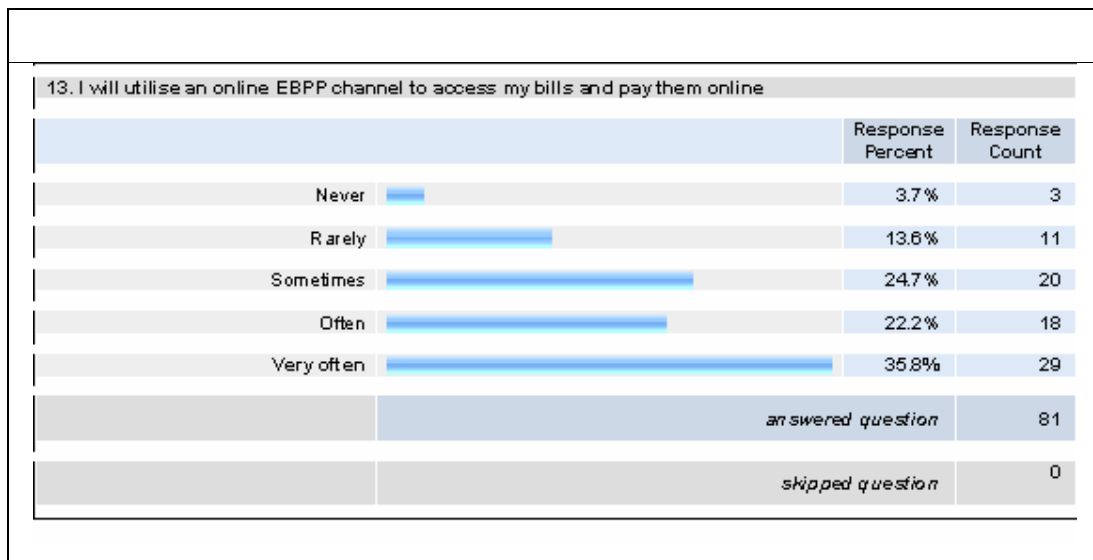 13. I will utilise an online EBPP channel to access my bills and pay them online
Response Percent Response Count
Never 3.7% 3
Rarely 13.6% 11
Sometimes 24.7% 20
Often 22.2% 18
Very often 35.8% 29
answered question 81
skipped question 0